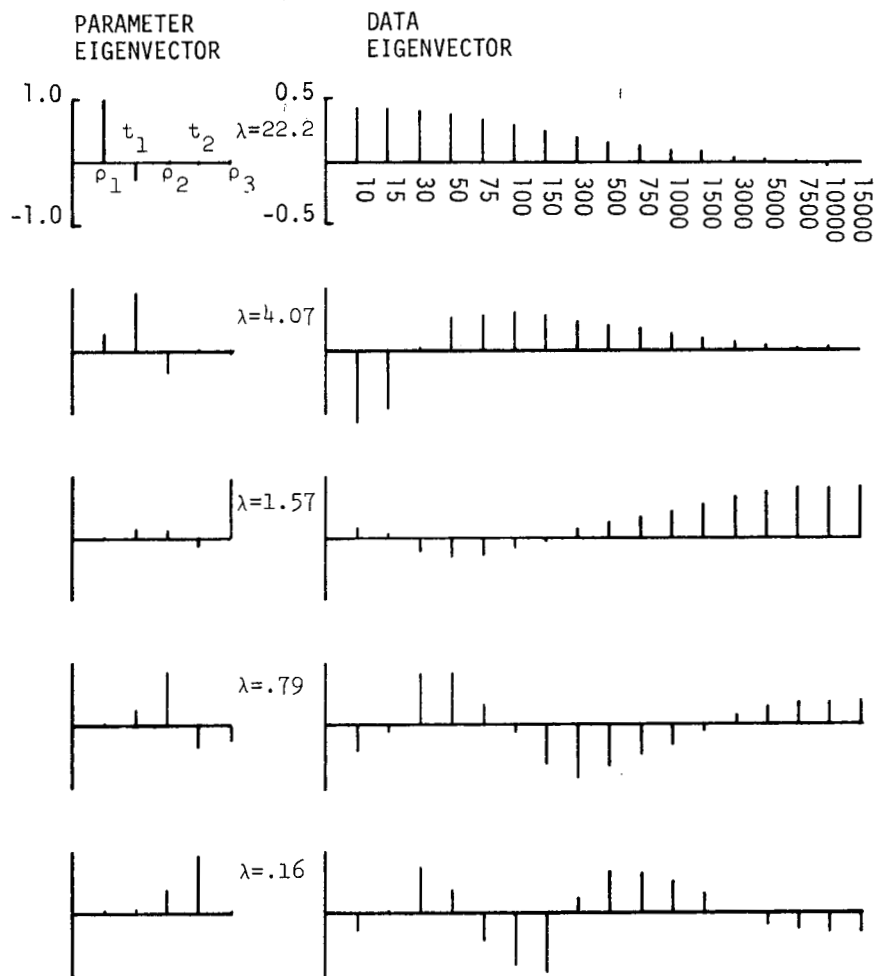 PARAMETER
EIGENVECTOR
DATA
EIGENVECTOR
1.0
-1.0
t1
t2
ρ1
ρ2
ρ3
λ=22.2
0.5
-0.5
10
15
30
50
75
100
150
300
500
750
1000
1500
3000
5000
7500
10000
15000
λ=4.07
λ=1.57
λ=.79
λ=.16